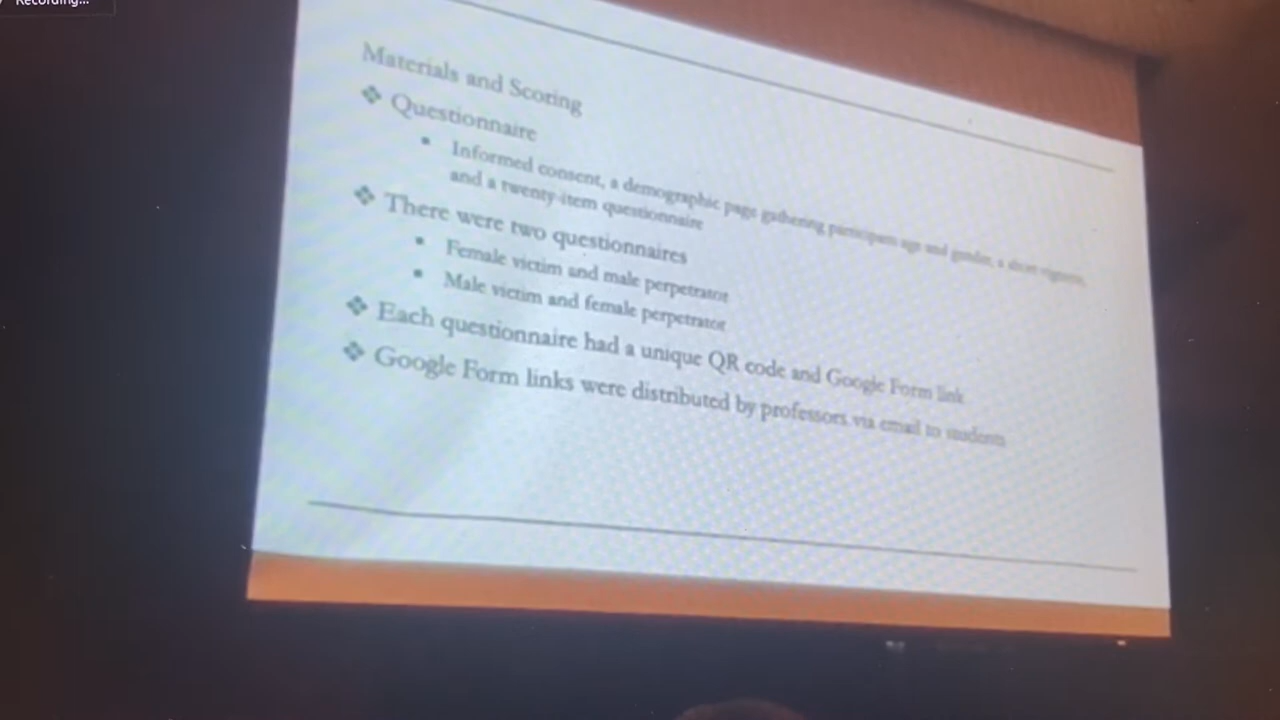 Recording...
Materials and Scoring
❖ Questionnaire
▪ Informed consent, a demographic page gathering participant age and gender, a short vignette,
and a twenty-item questionnaire
❖ There were two questionnaires
▪ Female victim and male perpetrator
▪ Male victim and female perpetrator
❖ Each questionnaire had a unique QR code and Google Form link
❖ Google Form links were distributed by professors via email to students